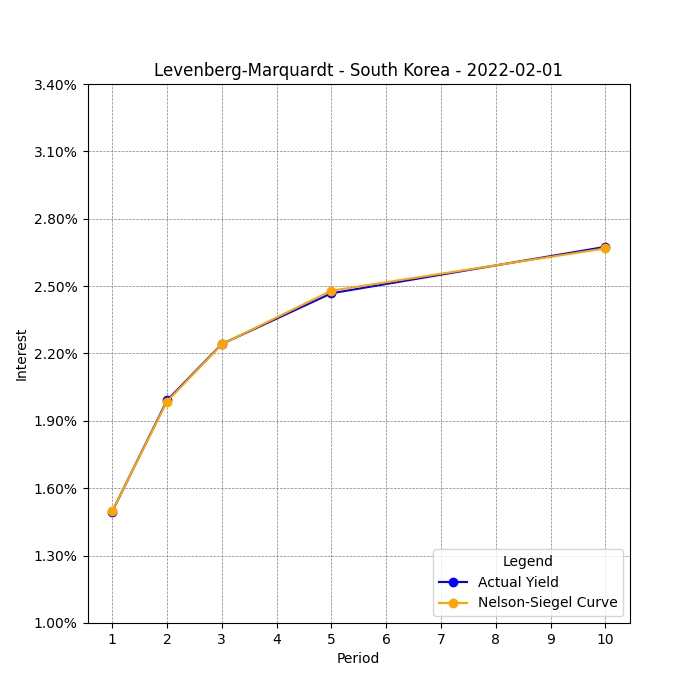 Levenberg-Marquardt - South Korea - 2022-02-01
3.40%
3.10%
2.80%
2.50%
2.20%
1.90%
1.60%
1.30%
1.00%
Interest
Legend
Actual Yield
Nelson-Siegel Curve
1 2 3 4 5 6 7 8 9 10
Period